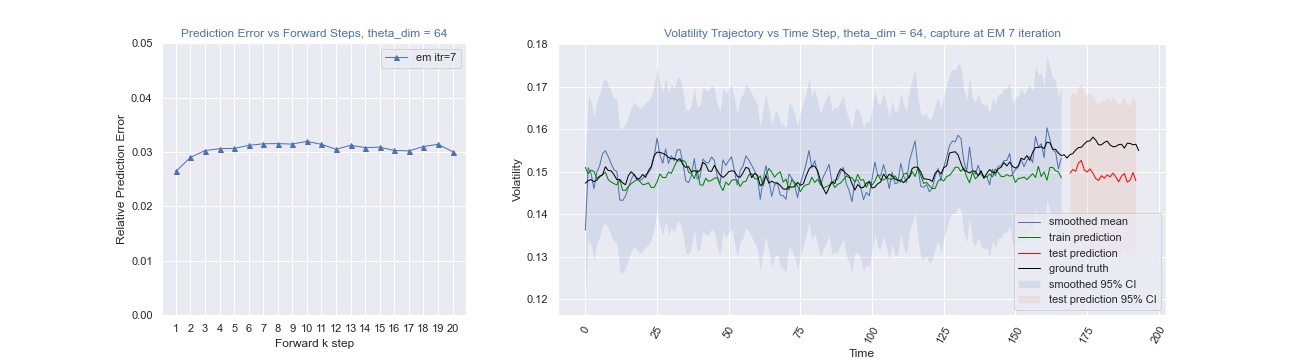 Prediction Error vs Forward Steps, theta_dim = 64
0.05
0.04
0.03
0.02
0.01
0.00
Relative Prediction Error
em itr=7
1 2 3 4 5 6 7 8 9 10 11 12 13 14 15 16 17 18 19 20
Forward k step
Volatility Trajectory vs Time Step, theta_dim = 64, capture at EM 7 iteration
0.18
0.17
0.16
0.15
0.14
0.13
0.12
Volatility
smoothed mean
train prediction
test prediction
ground truth
smoothed 95% CI
test prediction 95% CI
0 25 50 75 100 125 150 175 200
Time